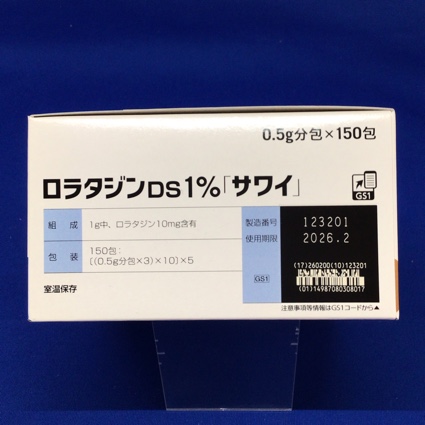 0.5g分包×150包
ロラタジンDS1%「サワイ」
GS1
組成 1g中、ロラタジン10mg含有
製造番号 123201
使用期限 2026.2
包装 150包:
[(0.5g分包×3)×10]×5
(17)260200(10)123201
GS1
(01)14987080308017
室温保存
注意事項等情報はGS1コードから▲